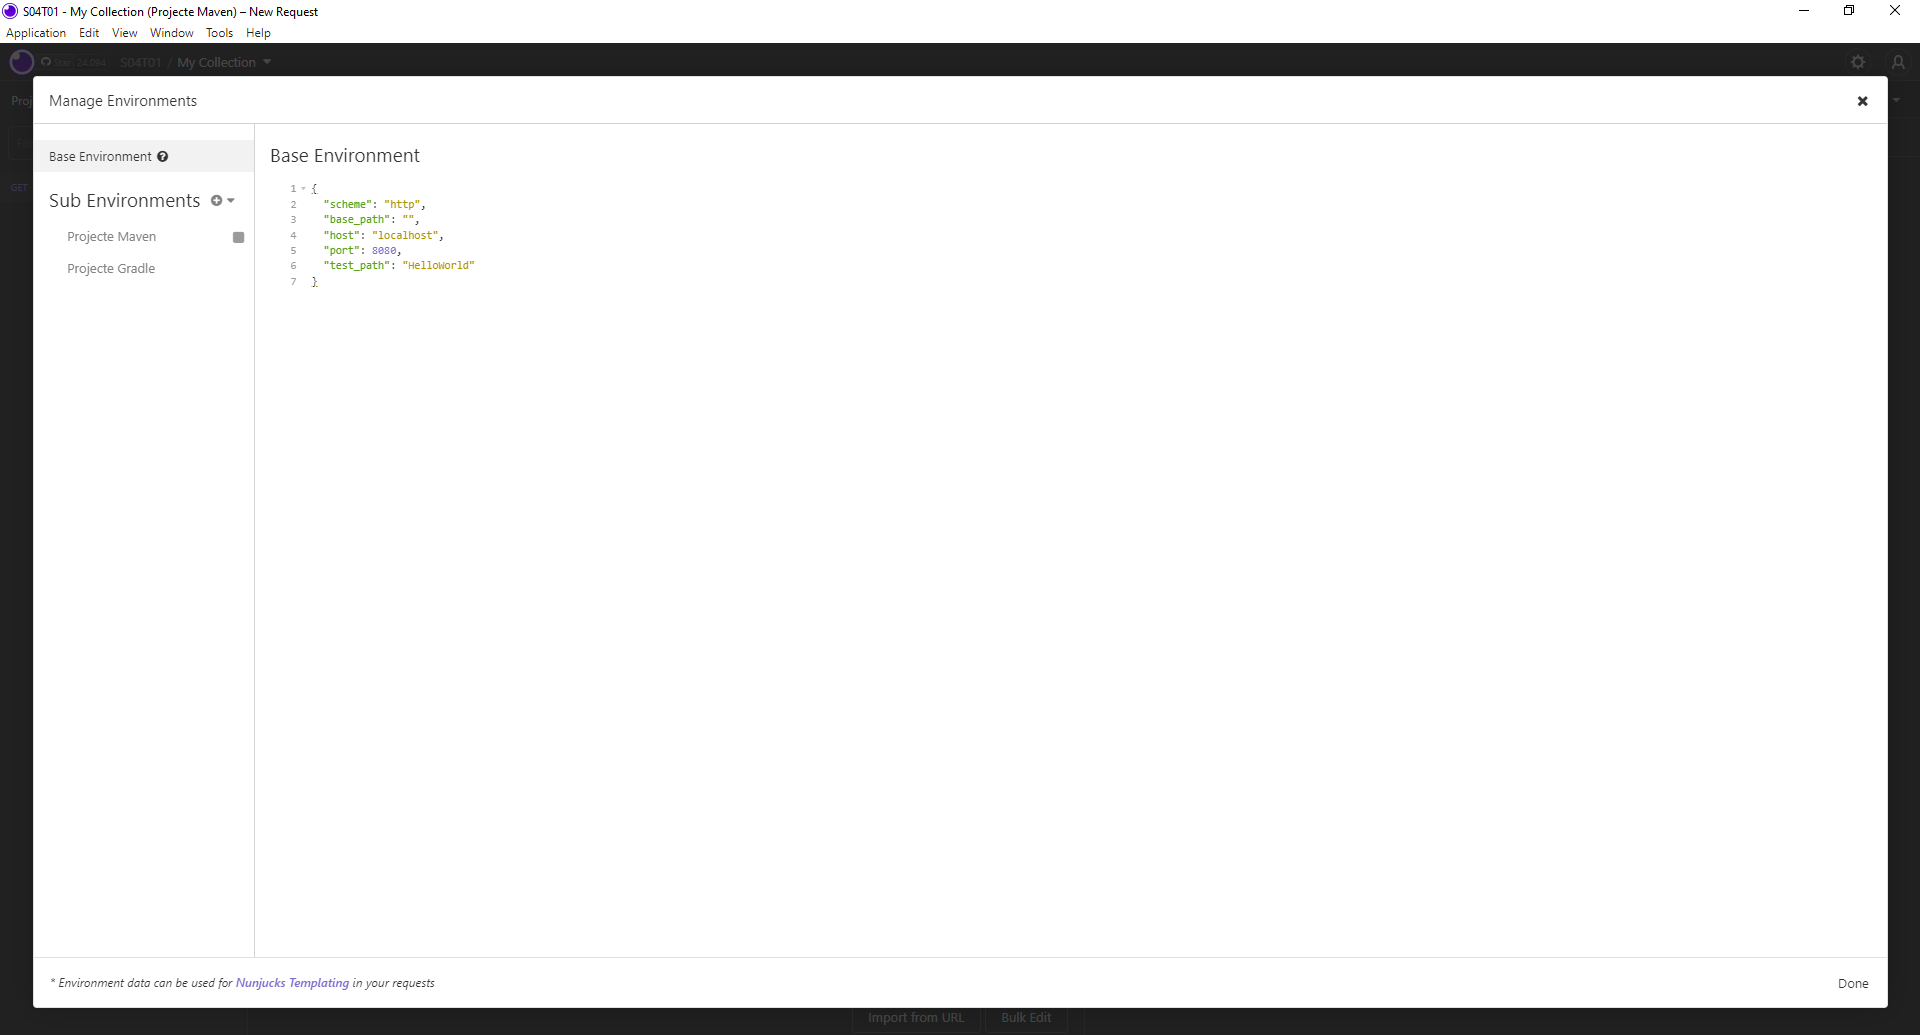 S04T01 - My Collection (Projecte Maven) – New Request
Application Edit View Window Tools Help
Star 24,094 S04T01 / My Collection
Manage Environments
Base Environment
Sub Environments
Projecte Maven
Projecte Gradle
Base Environment
1 {
2 "scheme": "http",
3 "base_path": "",
4 "host": "localhost",
5 "port": 8080,
6 "test_path": "HelloWorld"
7 }
GET
* Environment data can be used for Nunjucks Templating in your requests
Done
Import from URL Bulk Edit